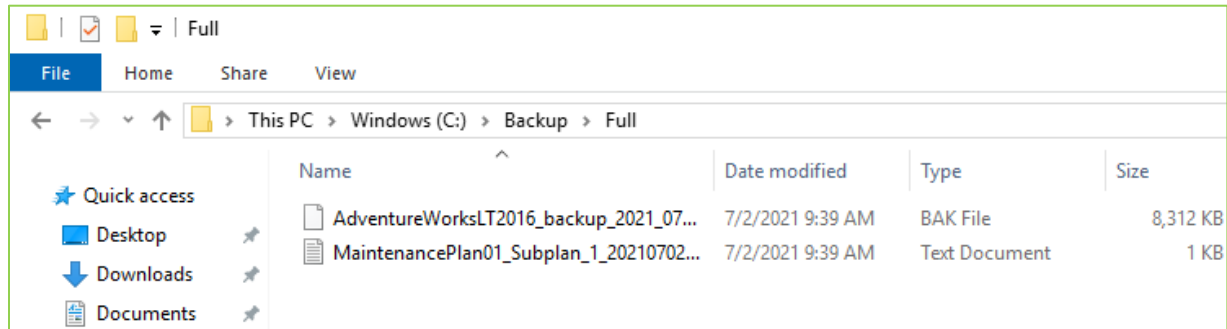 Full
File Home Share View
This PC > Windows (C:) > Backup > Full
Name Date modified Type Size
Quick access
AdventureWorksLT2016_backup_2021_07... 7/2/2021 9:39 AM BAK File 8,312 KB
Desktop
MaintenancePlan01_Subplan_1_20210702... 7/2/2021 9:39 AM Text Document 1 KB
Downloads
Documents